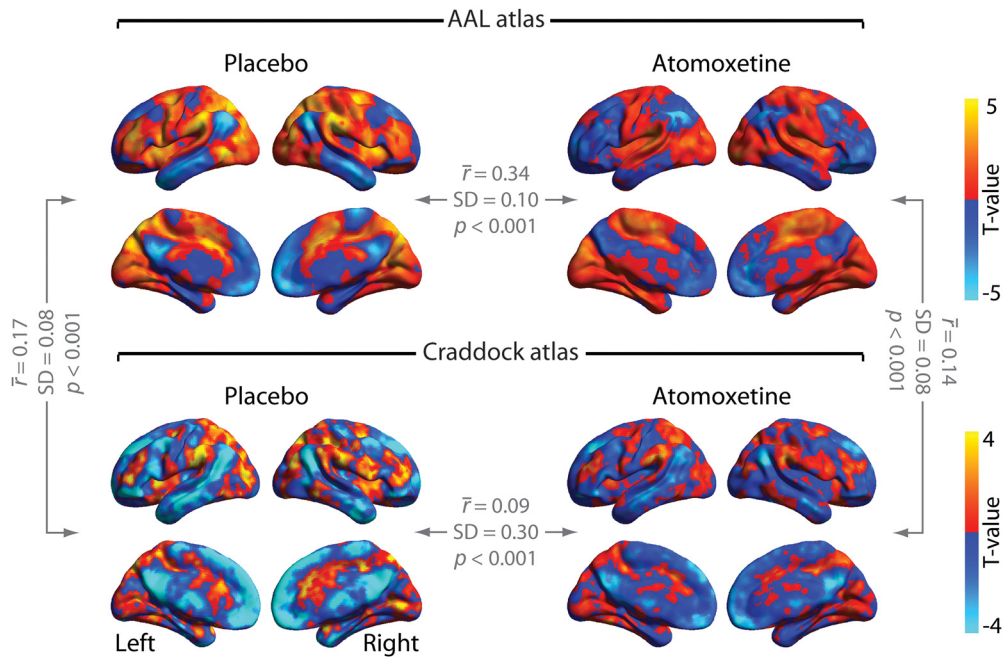 AAL atlas
Placebo
Atomoxetine
r̄ = 0.34
SD = 0.10
p < 0.001
5
T-value
-5
r̄ = 0.17
SD = 0.08
p < 0.001
r̄ = 0.14
SD = 0.08
p < 0.001
Craddock atlas
Placebo
Atomoxetine
r̄ = 0.09
SD = 0.30
p < 0.001
4
T-value
-4
Left
Right